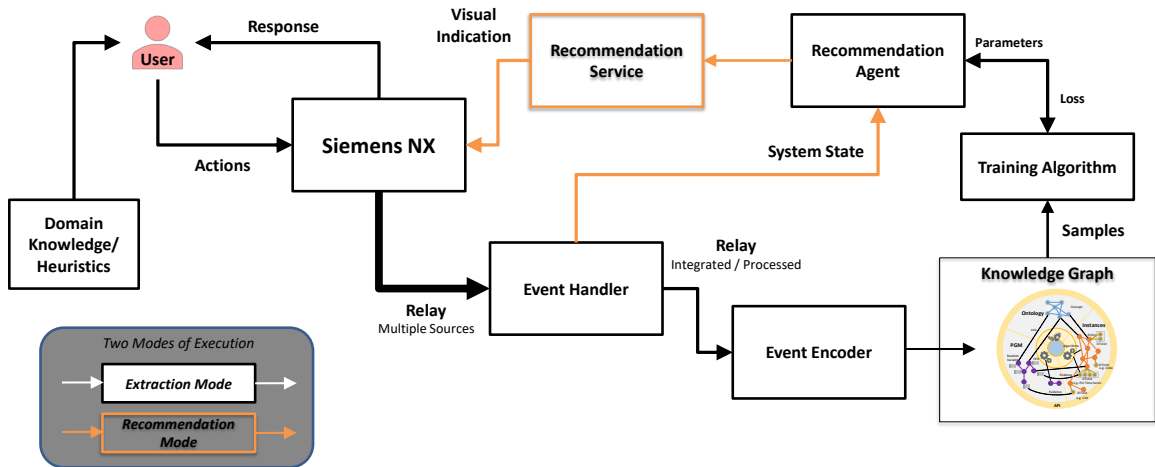 User
Response
Actions
Domain
Knowledge/
Heuristics
Siemens NX
Visual
Indication
Recommendation
Service
Recommendation
Agent
Parameters
Loss
Training Algorithm
Samples
System State
Relay
Multiple Sources
Event Handler
Relay
Integrated / Processed
Event Encoder
Knowledge Graph
Ontology
Instances
PGM
API
Two Modes of Execution
Extraction Mode
Recommendation
Mode